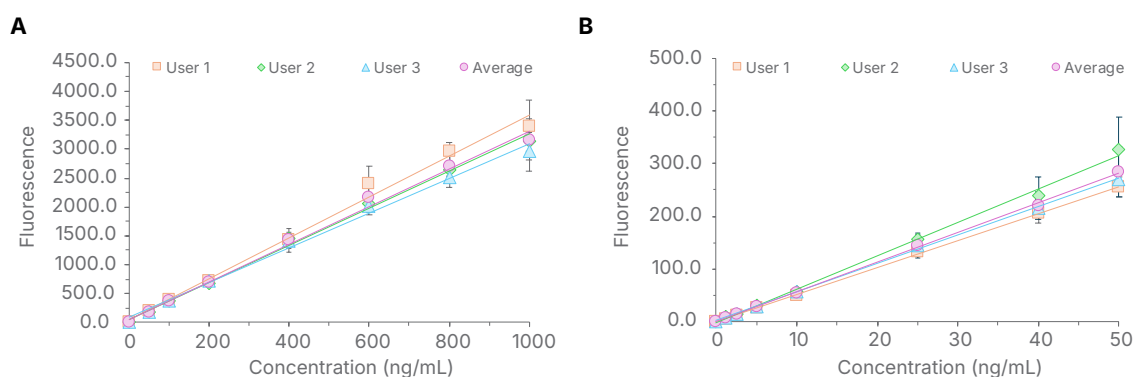 A
4500.0
4000.0
3500.0
3000.0
2500.0
2000.0
1500.0
1000.0
500.0
0.0
User 1 User 2 User 3 Average
Fluorescence
0 200 400 600 800 1000
Concentration (ng/mL)
B
500.0
400.0
300.0
200.0
100.0
0.0
User 1 User 2 User 3 Average
Fluorescence
0 10 20 30 40 50
Concentration (ng/mL)